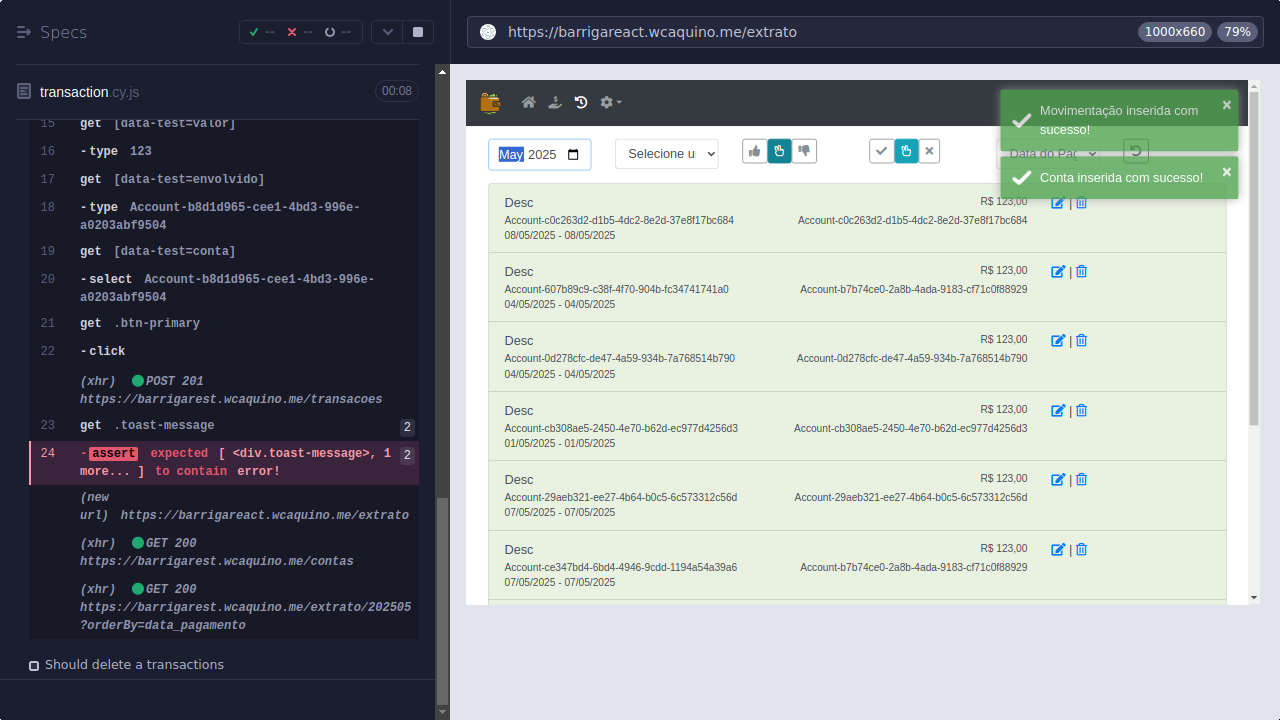 Specs
-- -- --
transaction.cy.js 00:08
15 get [data-test=valor]
16 -type 123
17 get [data-test=envolvido]
18 -type Account-b8d1d965-cee1-4bd3-996e-
a0203abf9504
19 get [data-test=conta]
20 -select Account-b8d1d965-cee1-4bd3-996e-
a0203abf9504
21 get .btn-primary
22 -click
(xhr) POST 201
https://barrigarest.wcaquino.me/transacoes
23 get .toast-message 2
24 -assert expected [ <div.toast-message>, 1 2
more... ] to contain error!
(new
url) https://barrigareact.wcaquino.me/extrato
(xhr) GET 200
https://barrigarest.wcaquino.me/contas
(xhr) GET 200
https://barrigarest.wcaquino.me/extrato/202505
?orderBy=data_pagamento
Should delete a transactions
https://barrigareact.wcaquino.me/extrato 1000x660 79%
Movimentação inserida com ×
sucesso!
Conta inserida com sucesso! ×
May 2025 Selecione u Data do Pag
Desc R$ 123,00 |
Account-c0c263d2-d1b5-4dc2-8e2d-37e8f17bc684 Account-c0c263d2-d1b5-4dc2-8e2d-37e8f17bc684
08/05/2025 - 08/05/2025
Desc R$ 123,00 |
Account-607b89c9-c38f-4f70-904b-fc34741741a0 Account-b7b74ce0-2a8b-4ada-9183-cf71c0f88929
04/05/2025 - 04/05/2025
Desc R$ 123,00 |
Account-0d278cfc-de47-4a59-934b-7a768514b790 Account-0d278cfc-de47-4a59-934b-7a768514b790
04/05/2025 - 04/05/2025
Desc R$ 123,00 |
Account-cb308ae5-2450-4e70-b62d-ec977d4256d3 Account-cb308ae5-2450-4e70-b62d-ec977d4256d3
01/05/2025 - 01/05/2025
Desc R$ 123,00 |
Account-29aeb321-ee27-4b64-b0c5-6c573312c56d Account-29aeb321-ee27-4b64-b0c5-6c573312c56d
07/05/2025 - 07/05/2025
Desc R$ 123,00 |
Account-ce347bd4-6bd4-4946-9cdd-1194a54a39a6 Account-b7b74ce0-2a8b-4ada-9183-cf71c0f88929
07/05/2025 - 07/05/2025